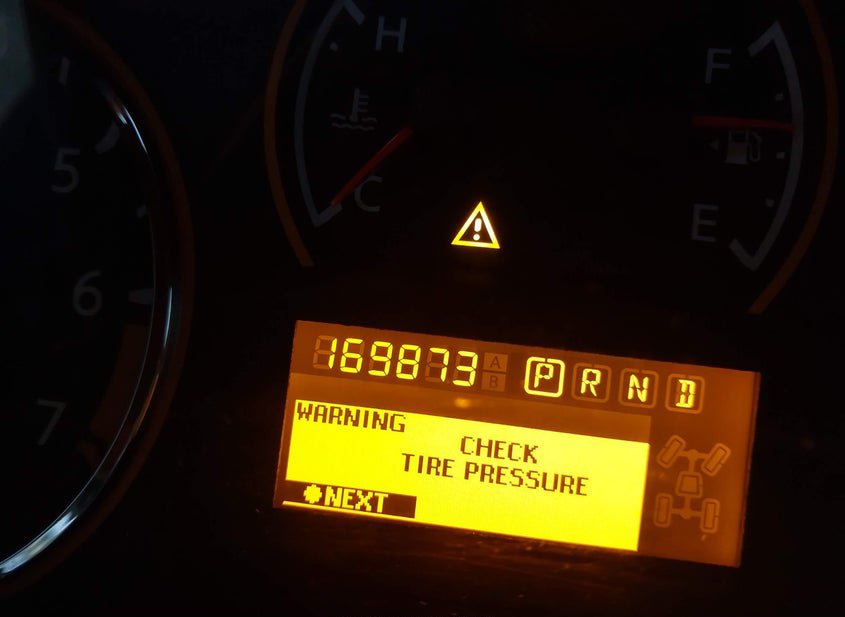 H
F
5
C
E
6
7
169873 A B P R N D
WARNING
CHECK
TIRE PRESSURE
NEXT